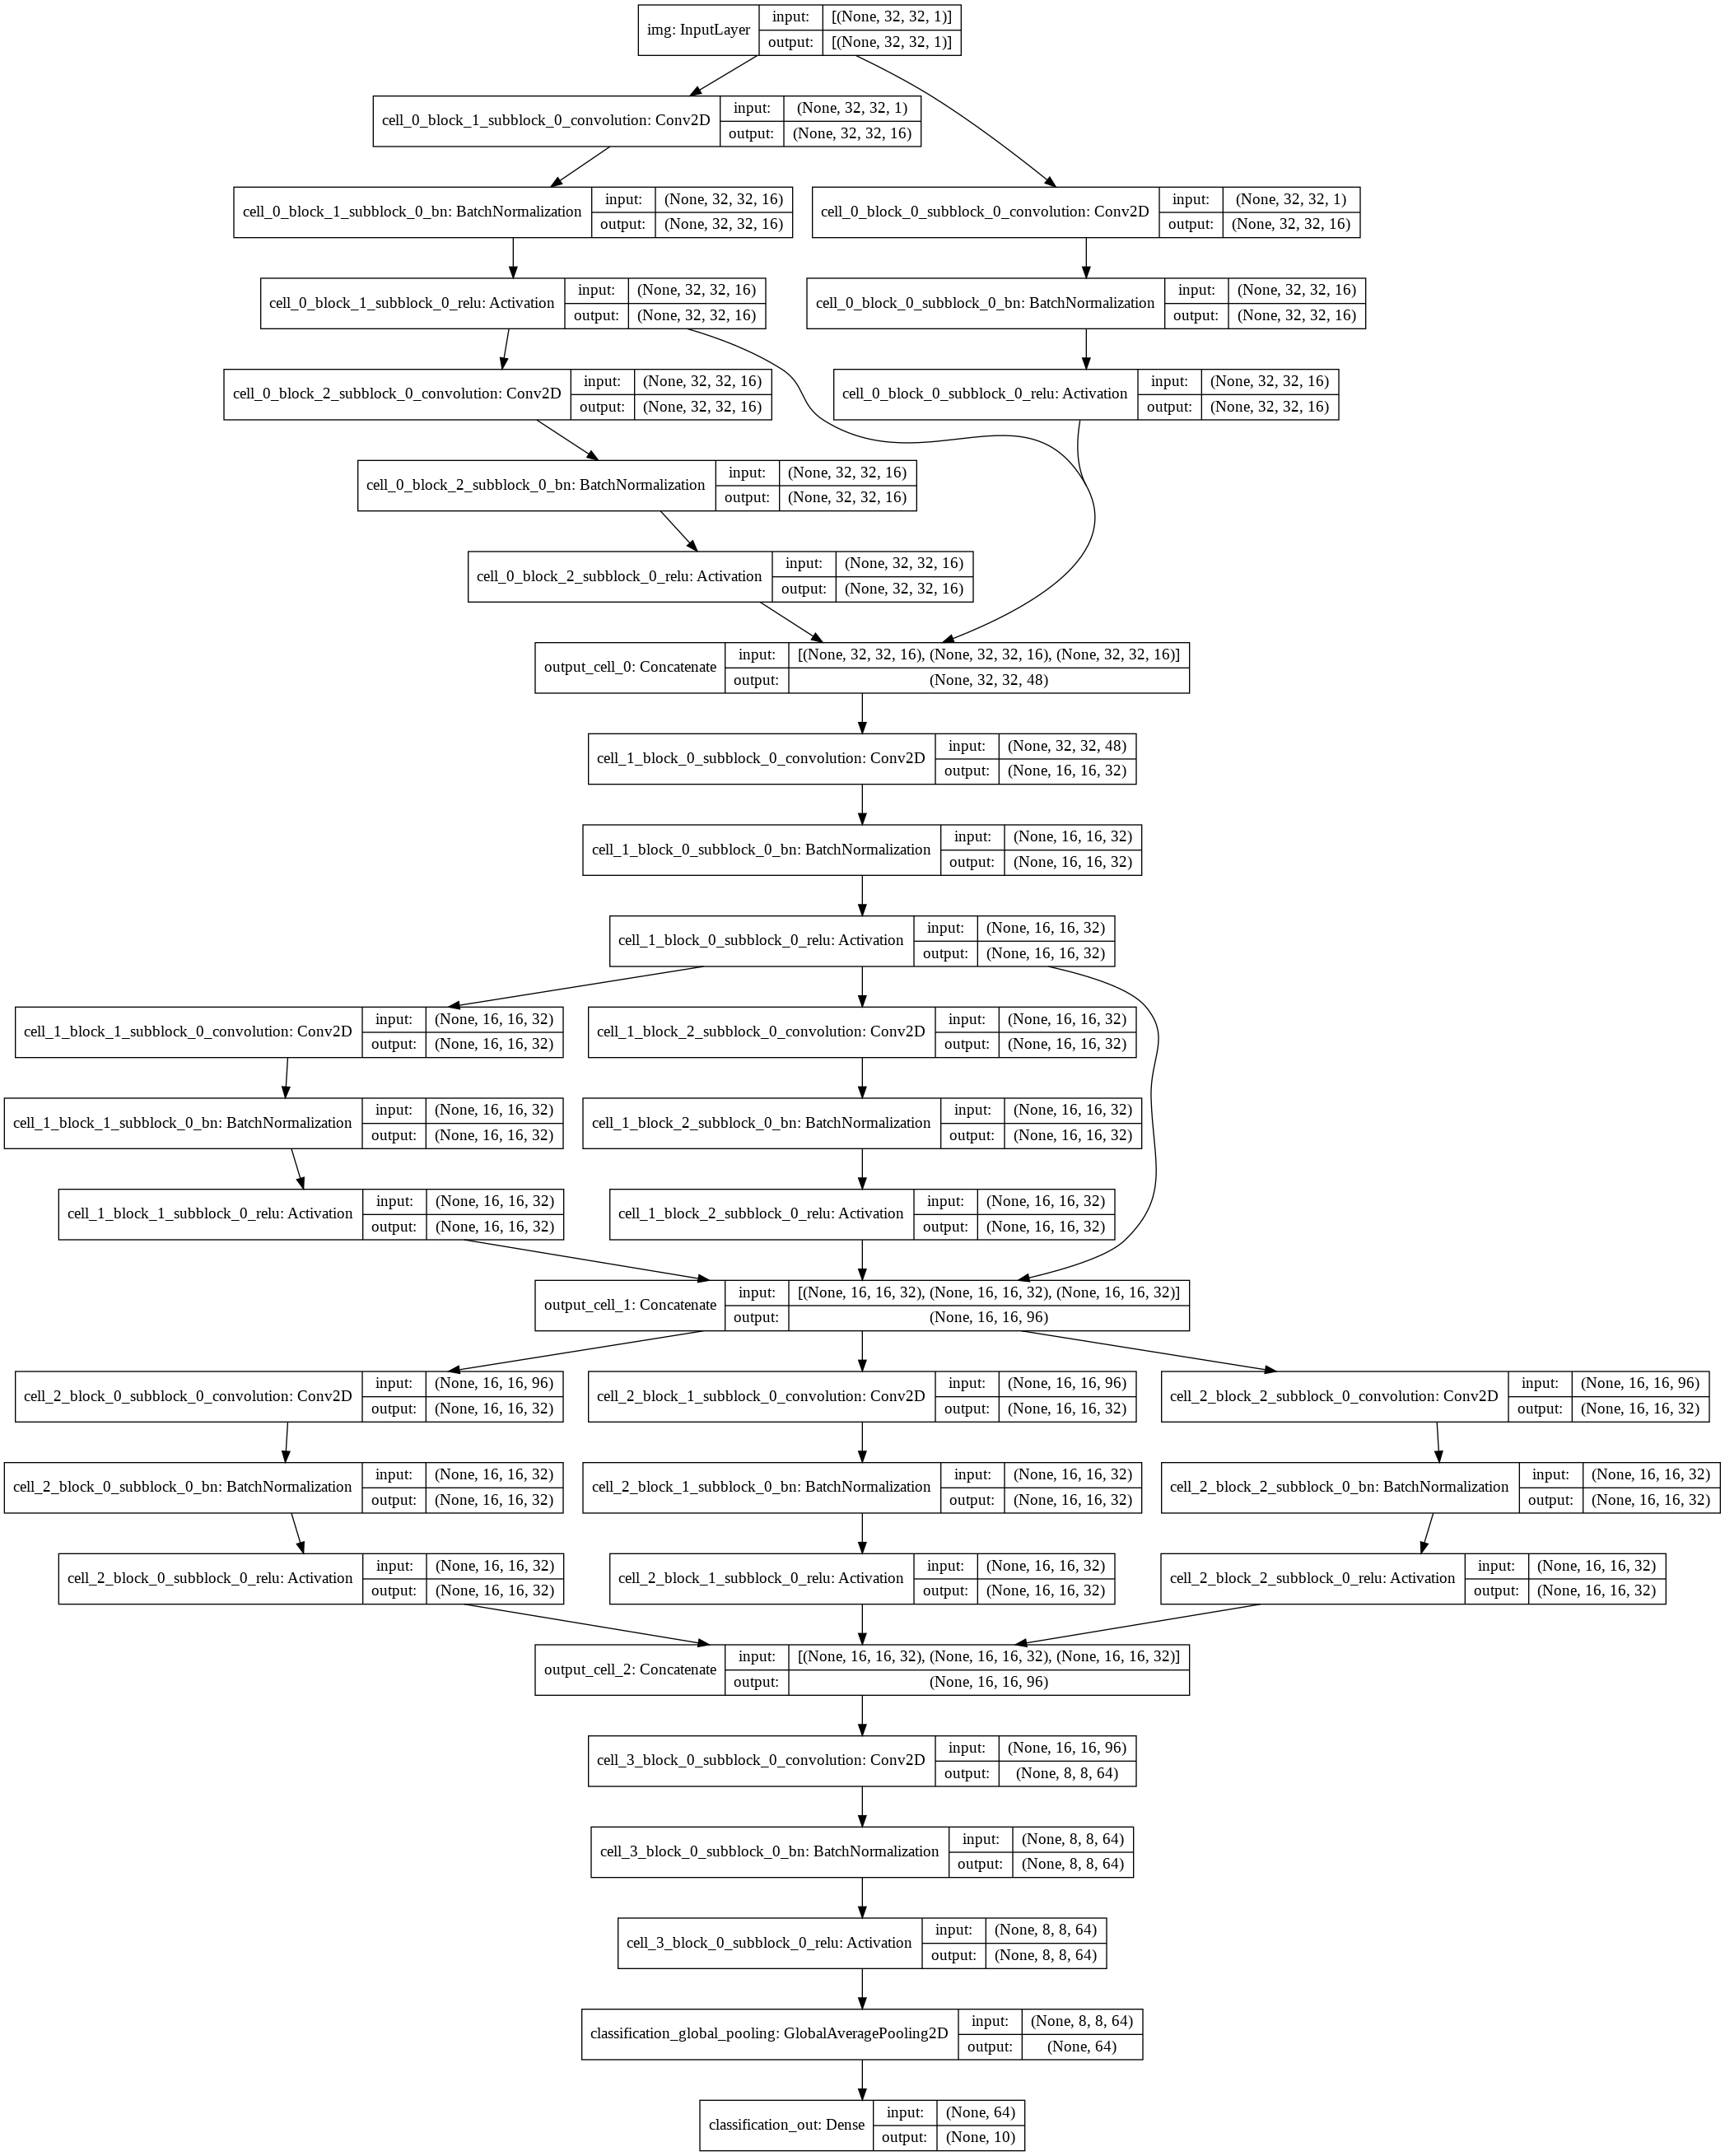 img: InputLayer input: [(None, 32, 32, 1)]
output: [(None, 32, 32, 1)]
cell_0_block_1_subblock_0_convolution: Conv2D input: (None, 32, 32, 1)
output: (None, 32, 32, 16)
cell_0_block_1_subblock_0_bn: BatchNormalization input: (None, 32, 32, 16)
output: (None, 32, 32, 16)
cell_0_block_0_subblock_0_convolution: Conv2D input: (None, 32, 32, 1)
output: (None, 32, 32, 16)
cell_0_block_1_subblock_0_relu: Activation input: (None, 32, 32, 16)
output: (None, 32, 32, 16)
cell_0_block_0_subblock_0_bn: BatchNormalization input: (None, 32, 32, 16)
output: (None, 32, 32, 16)
cell_0_block_2_subblock_0_convolution: Conv2D input: (None, 32, 32, 16)
output: (None, 32, 32, 16)
cell_0_block_0_subblock_0_relu: Activation input: (None, 32, 32, 16)
output: (None, 32, 32, 16)
cell_0_block_2_subblock_0_bn: BatchNormalization input: (None, 32, 32, 16)
output: (None, 32, 32, 16)
cell_0_block_2_subblock_0_relu: Activation input: (None, 32, 32, 16)
output: (None, 32, 32, 16)
output_cell_0: Concatenate input: [(None, 32, 32, 16), (None, 32, 32, 16), (None, 32, 32, 16)]
output: (None, 32, 32, 48)
cell_1_block_0_subblock_0_convolution: Conv2D input: (None, 32, 32, 48)
output: (None, 16, 16, 32)
cell_1_block_0_subblock_0_bn: BatchNormalization input: (None, 16, 16, 32)
output: (None, 16, 16, 32)
cell_1_block_0_subblock_0_relu: Activation input: (None, 16, 16, 32)
output: (None, 16, 16, 32)
cell_1_block_1_subblock_0_convolution: Conv2D input: (None, 16, 16, 32)
output: (None, 16, 16, 32)
cell_1_block_2_subblock_0_convolution: Conv2D input: (None, 16, 16, 32)
output: (None, 16, 16, 32)
cell_1_block_1_subblock_0_bn: BatchNormalization input: (None, 16, 16, 32)
output: (None, 16, 16, 32)
cell_1_block_2_subblock_0_bn: BatchNormalization input: (None, 16, 16, 32)
output: (None, 16, 16, 32)
cell_1_block_1_subblock_0_relu: Activation input: (None, 16, 16, 32)
output: (None, 16, 16, 32)
cell_1_block_2_subblock_0_relu: Activation input: (None, 16, 16, 32)
output: (None, 16, 16, 32)
output_cell_1: Concatenate input: [(None, 16, 16, 32), (None, 16, 16, 32), (None, 16, 16, 32)]
output: (None, 16, 16, 96)
cell_2_block_0_subblock_0_convolution: Conv2D input: (None, 16, 16, 96)
output: (None, 16, 16, 32)
cell_2_block_1_subblock_0_convolution: Conv2D input: (None, 16, 16, 96)
output: (None, 16, 16, 32)
cell_2_block_2_subblock_0_convolution: Conv2D input: (None, 16, 16, 96)
output: (None, 16, 16, 32)
cell_2_block_0_subblock_0_bn: BatchNormalization input: (None, 16, 16, 32)
output: (None, 16, 16, 32)
cell_2_block_1_subblock_0_bn: BatchNormalization input: (None, 16, 16, 32)
output: (None, 16, 16, 32)
cell_2_block_2_subblock_0_bn: BatchNormalization input: (None, 16, 16, 32)
output: (None, 16, 16, 32)
cell_2_block_0_subblock_0_relu: Activation input: (None, 16, 16, 32)
output: (None, 16, 16, 32)
cell_2_block_1_subblock_0_relu: Activation input: (None, 16, 16, 32)
output: (None, 16, 16, 32)
cell_2_block_2_subblock_0_relu: Activation input: (None, 16, 16, 32)
output: (None, 16, 16, 32)
output_cell_2: Concatenate input: [(None, 16, 16, 32), (None, 16, 16, 32), (None, 16, 16, 32)]
output: (None, 16, 16, 96)
cell_3_block_0_subblock_0_convolution: Conv2D input: (None, 16, 16, 96)
output: (None, 8, 8, 64)
cell_3_block_0_subblock_0_bn: BatchNormalization input: (None, 8, 8, 64)
output: (None, 8, 8, 64)
cell_3_block_0_subblock_0_relu: Activation input: (None, 8, 8, 64)
output: (None, 8, 8, 64)
classification_global_pooling: GlobalAveragePooling2D input: (None, 8, 8, 64)
output: (None, 64)
classification_out: Dense input: (None, 64)
output: (None, 10)